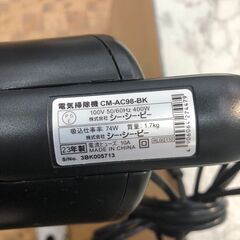 電気掃除機 CM-AC98-BK
100V 50/60Hz 400W
株式会社 シー・シー・ピー
吸込仕事率: 74W 質量: 1.7kg
株式会社 シー・シー・ピー
23年製 電流ヒューズ 10A
MADE IN CHINA
S/No. 3BK005713